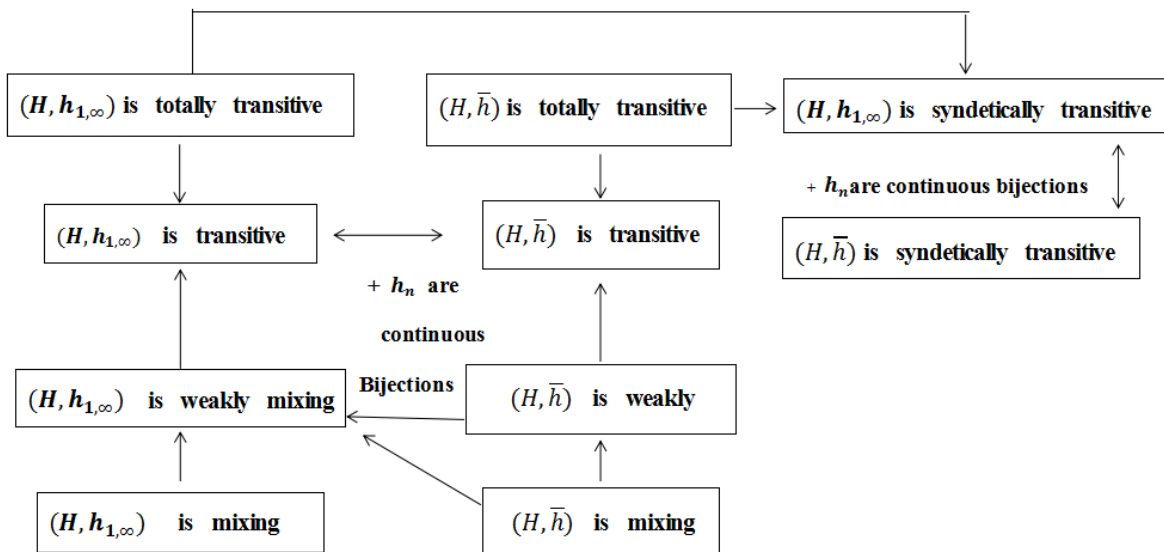 (H, h₁,∞) is totally transitive
(H, h̅) is totally transitive
(H, h₁,∞) is syndetically transitive
+ hₙ are continuous bijections
(H, h₁,∞) is transitive
(H, h̅) is transitive
(H, h̅) is syndetically transitive
+ hₙ are
continuous
Bijections
(H, h₁,∞) is weakly mixing
(H, h̅) is weakly
(H, h₁,∞) is mixing
(H, h̅) is mixing